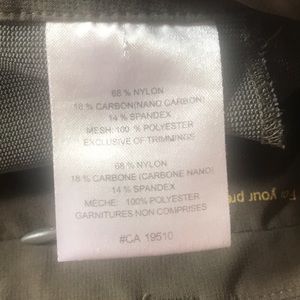 68 % NYLON
18 % CARBON(NANO CARBON)
14 % SPANDEX
MESH: 100 % POLYESTER
EXCLUSIVE OF TRIMMINGS
68 % NYLON
18 % CARBONE (CARBONE NANO)
14 % SPANDEX
MÈCHE: 100% POLYESTER
GARNITURES NON COMPRISES
#CA 19510
For your